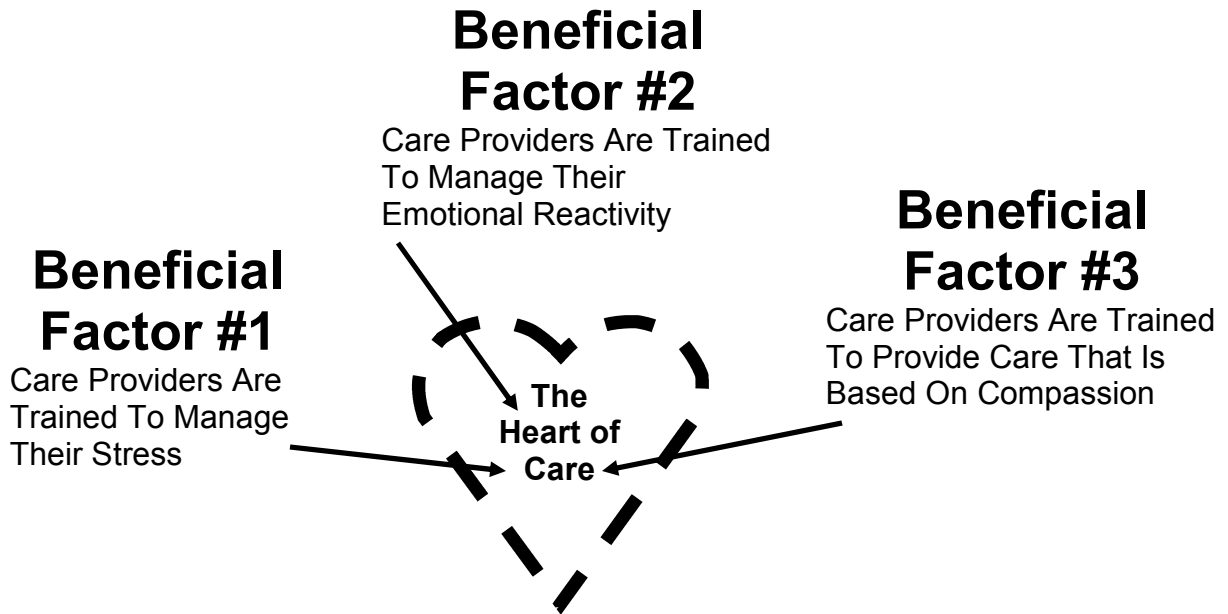 Beneficial
Factor #2
Care Providers Are Trained
To Manage Their
Emotional Reactivity
Beneficial
Factor #1
Care Providers Are
Trained To Manage
Their Stress
Beneficial
Factor #3
Care Providers Are Trained
To Provide Care That Is
Based On Compassion
The
Heart of
Care